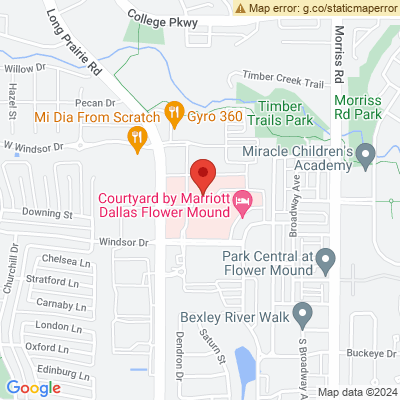 Map error: g.co/staticmaperror
College Pkwy
Long Prairie Rd
Willow Dr
Timber Creek Trail
Morriss Rd
Hazel St
Pecan Dr
Mi Dia From Scratch
Gyro 360
Timber
Trails Park
Morriss
Rd Park
W Windsor Dr
Miracle Children's
Academy
Courtyard by Marriott
Dallas Flower Mound
Broadway Ave
Downing St
Windsor Dr
Churchill Dr
Chelsea Ln
Park Central at
Flower Mound
Stratford Ln
Carnaby Ln
Bexley River Walk
London Ln
Oxford Ln
Saturn St
Dendron Dr
S Broadway A
Buckeye Dr
Edinburg Ln
Google
Map data ©2024